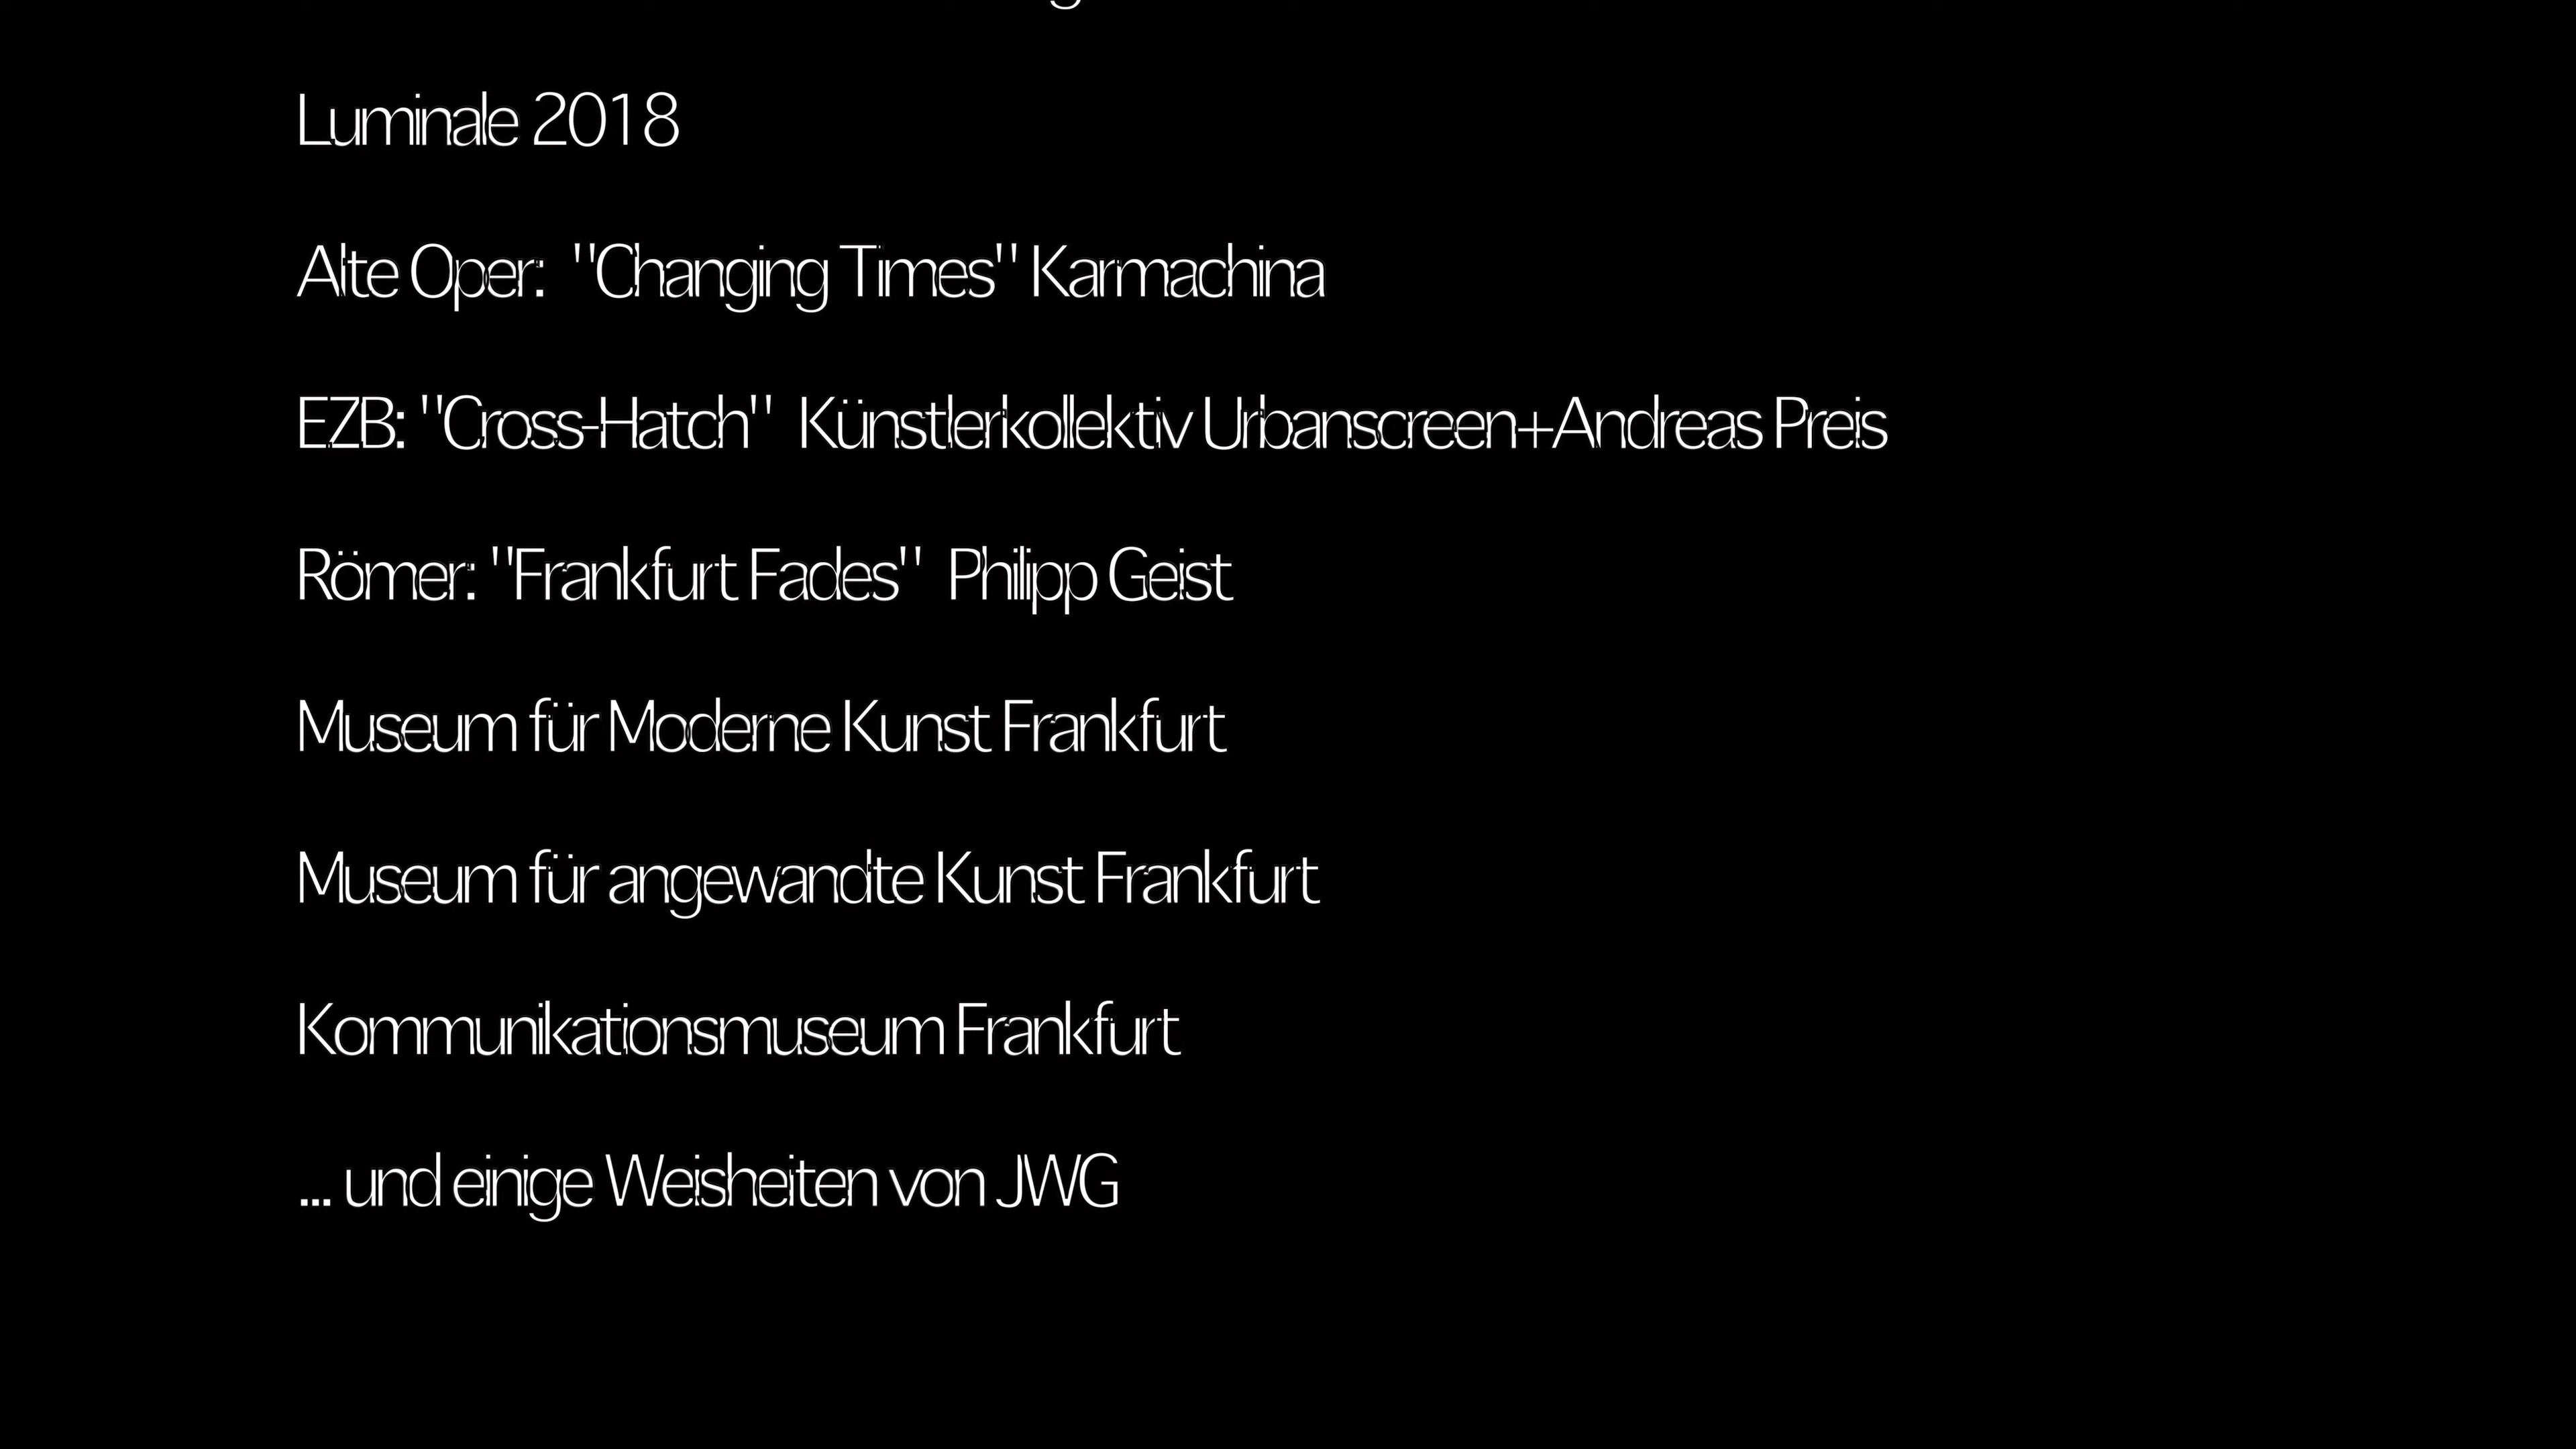 Luminale 2018
Alte Oper:  "Changing Times" Karmachina
EZB: "Cross-Hatch"  Künstlerkollektiv Urbanscreen+Andreas Preis
Römer: "Frankfurt Fades"  Philipp Geist
Museum für Moderne Kunst Frankfurt
Museum für angewandte Kunst Frankfurt
Kommunikationsmuseum Frankfurt
... und einige Weisheiten von JWG